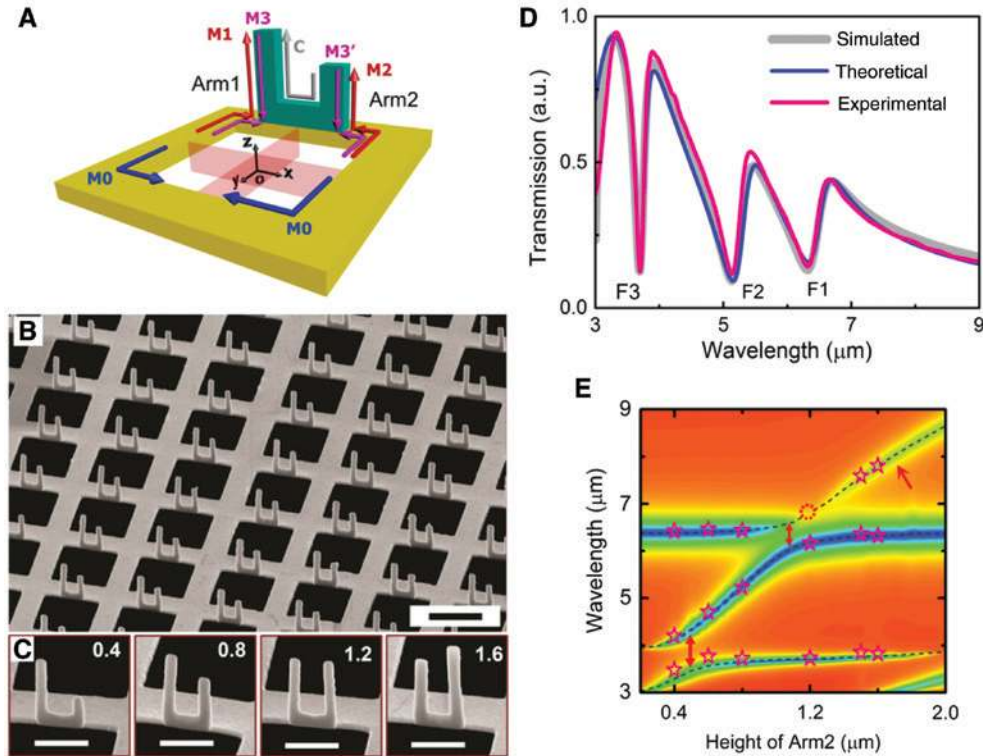 A
M1
M3
C
M3′
M2
Arm1
Arm2
z
x
y
o
M0
M0
B
C
0.4
0.8
1.2
1.6
D
Transmission (a.u.)
1.0
0.5
0.0
Simulated
Theoretical
Experimental
F3
F2
F1
3
5
7
9
Wavelength (μm)
E
Wavelength (μm)
9
7
5
3
0.4
1.2
2.0
Height of Arm2 (μm)